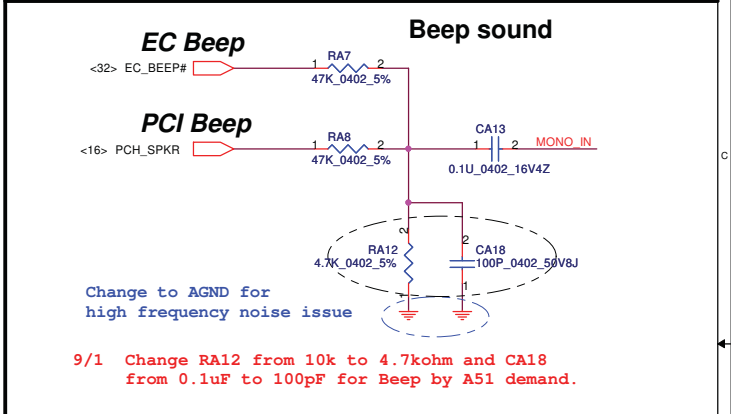 Beep sound
EC Beep
<32> EC_BEEP#
1 RA7 2
47K_0402_5%
PCI Beep
<16> PCH_SPKR
1 RA8 2
47K_0402_5%
CA13
1 2 MONO_IN
0.1U_0402_16V4Z
C
2 2
RA12 CA18
4.7K_0402_5% 100P_0402_50V8J
1 1
Change to AGND for
high frequency noise issue
9/1 Change RA12 from 10k to 4.7kohm and CA18
from 0.1uF to 100pF for Beep by A51 demand.